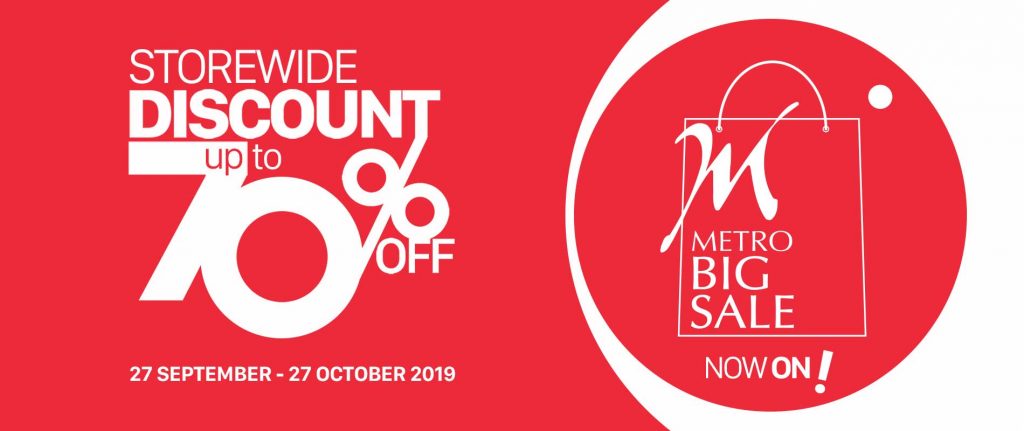 STOREWIDE
DISCOUNT
up to
70%
OFF
27 SEPTEMBER - 27 OCTOBER 2019
M
METRO
BIG
SALE
NOW ON!